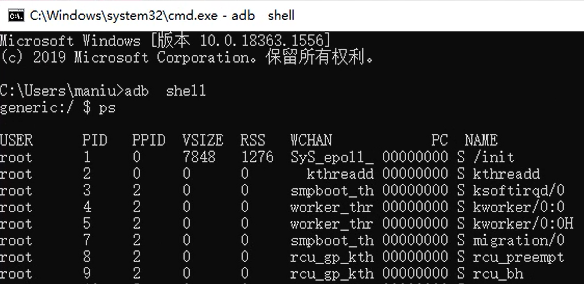 C:\Windows\system32\cmd.exe - adb  shell
Microsoft Windows [版本 10.0.18363.1556]
(c) 2019 Microsoft Corporation。保留所有权利。
C:\Users\maniu>adb  shell
generic:/ $ ps
USER PID PPID VSIZE RSS WCHAN PC NAME
root 1 0 7848 1276 SyS_epoll_ 00000000 S /init
root 2 0 0 0 kthreadd 00000000 S kthreadd
root 3 2 0 0 smpboot_th 00000000 S ksoftirqd/0
root 4 2 0 0 worker_thr 00000000 S kworker/0:0
root 5 2 0 0 worker_thr 00000000 S kworker/0:0H
root 7 2 0 0 smpboot_th 00000000 S migration/0
root 8 2 0 0 rcu_gp_kth 00000000 S rcu_preempt
root 9 2 0 0 rcu_gp_kth 00000000 S rcu_bh